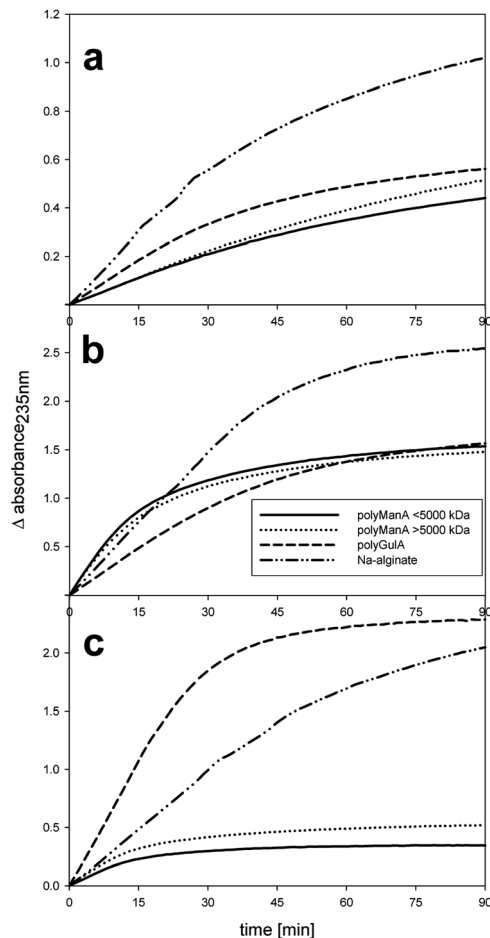 a
1.0
0.8
0.6
0.4
0.2
0 15 30 45 60 75 90
b
2.5
2.0
1.5
1.0
0.5
polyManA <5000 kDa
polyManA >5000 kDa
polyGulA
Na-alginate
0 15 30 45 60 75 90
c
2.0
1.5
1.0
0.5
0.0
0 15 30 45 60 75 90
time [min]
Δ absorbance235nm